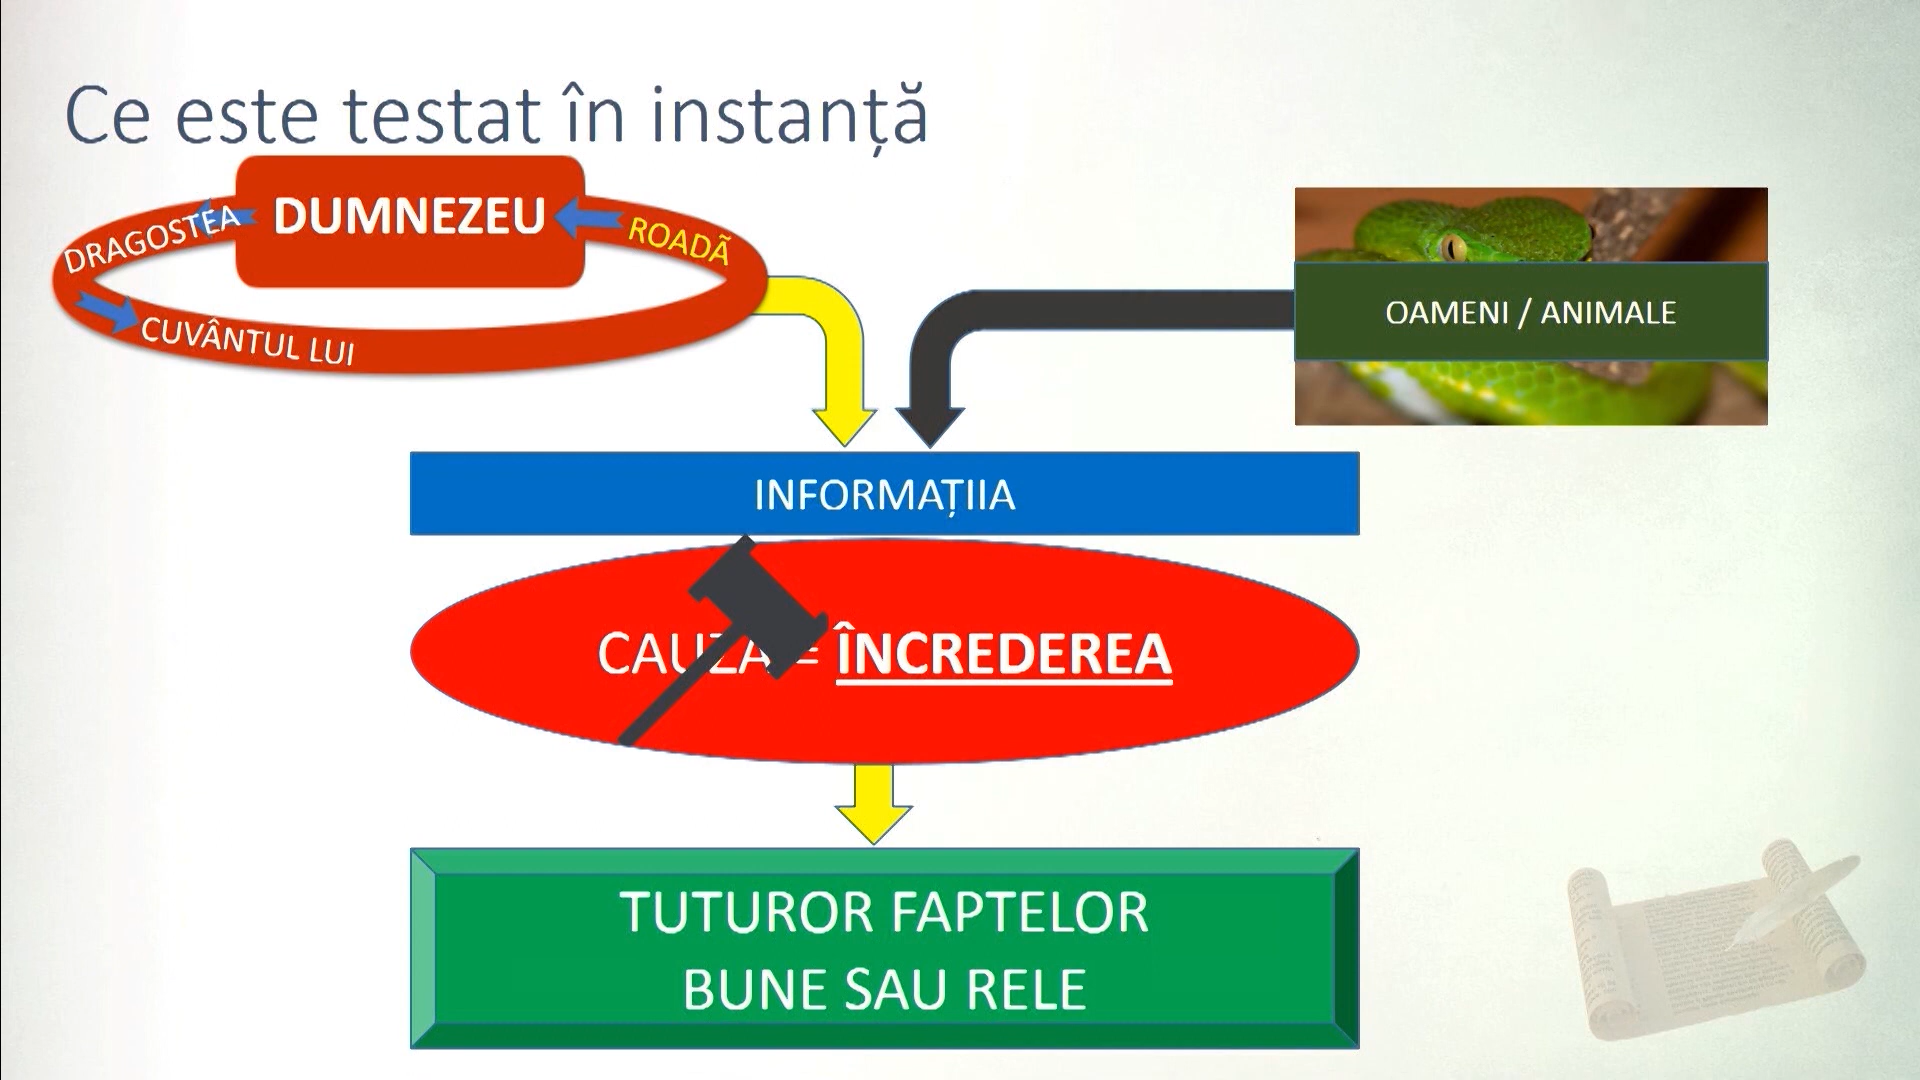 Ce este testat în instanță
DUMNEZEU
DRAGOSTEA
ROADÃ
CUVÂNTUL LUI
OAMENI / ANIMALE
INFORMAȚIIA
CAUZA = ÎNCREDEREA
TUTUROR FAPTELOR
BUNE SAU RELE